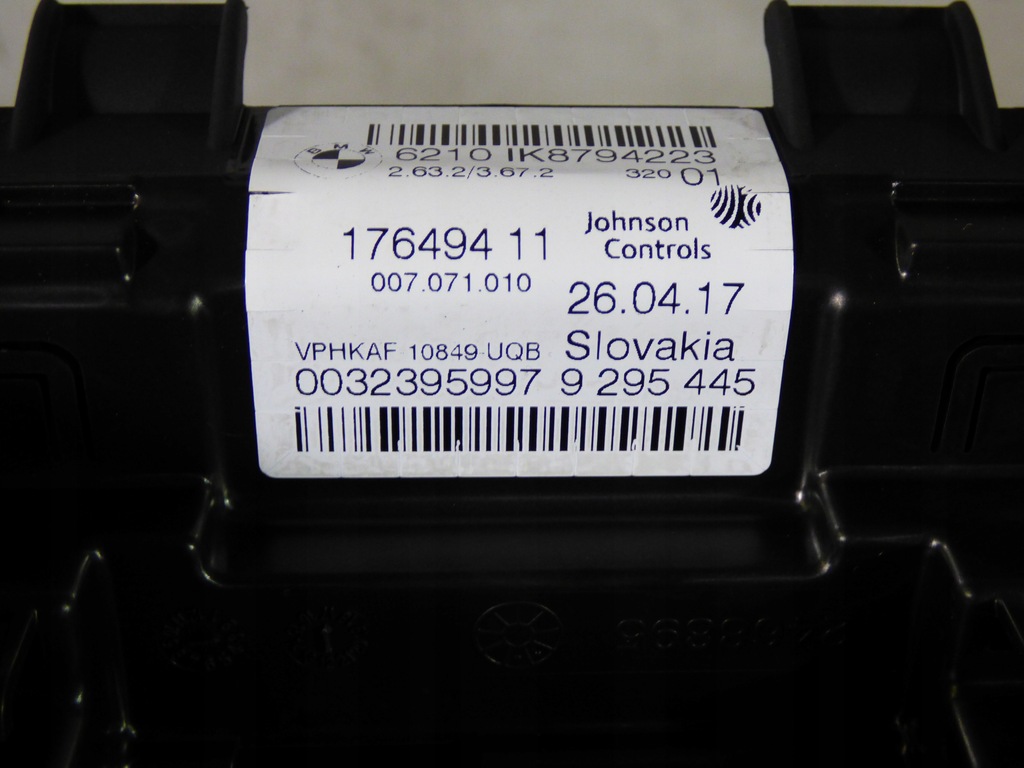 BMW
6210 IK8794223
2.63.2/3.67.2 320 01
Johnson
Controls
176494 11
007.071.010
26.04.17
VPHKAF 10849-UQB Slovakia
0032395997 9 295 445